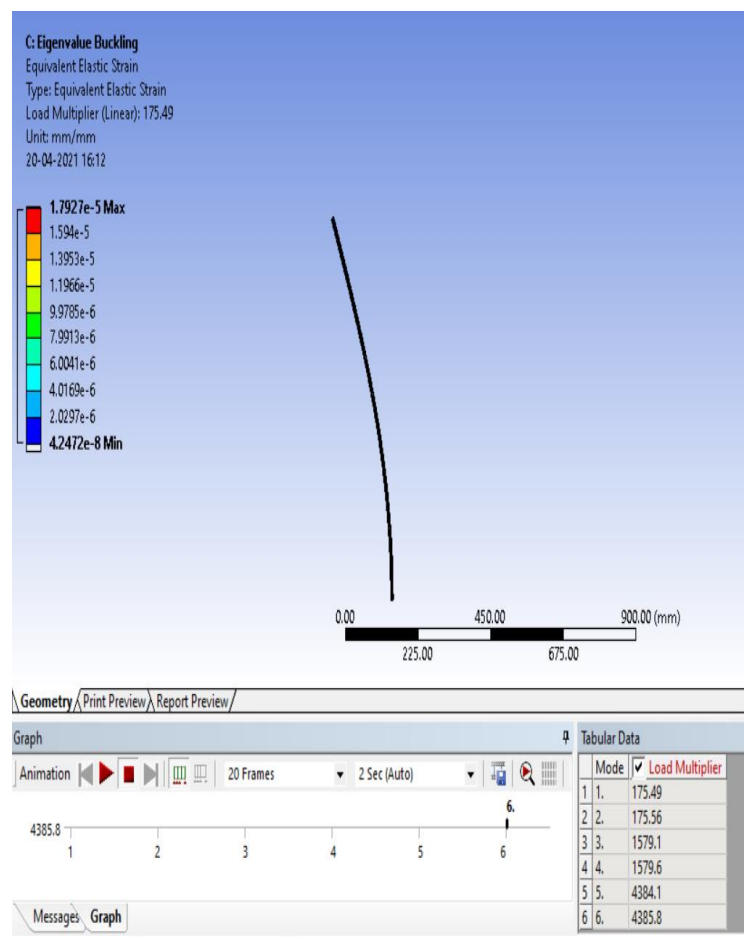 C: Eigenvalue Buckling
Equivalent Elastic Strain
Type: Equivalent Elastic Strain
Load Multiplier (Linear): 175.49
Unit: mm/mm
20-04-2021 16:12
1.7927e-5 Max
1.594e-5
1.3953e-5
1.1966e-5
9.9785e-6
7.9913e-6
6.0041e-6
4.0169e-6
2.0297e-6
4.2472e-8 Min
0.00 450.00 900.00 (mm)
225.00 675.00
Geometry Print Preview Report Preview
Graph
Animation 20 Frames 2 Sec (Auto)
6.
4385.8
1 2 3 4 5 6
Messages Graph
Tabular Data
Mode Load Multiplier
1 1. 175.49
2 2. 175.56
3 3. 1579.1
4 4. 1579.6
5 5. 4384.1
6 6. 4385.8